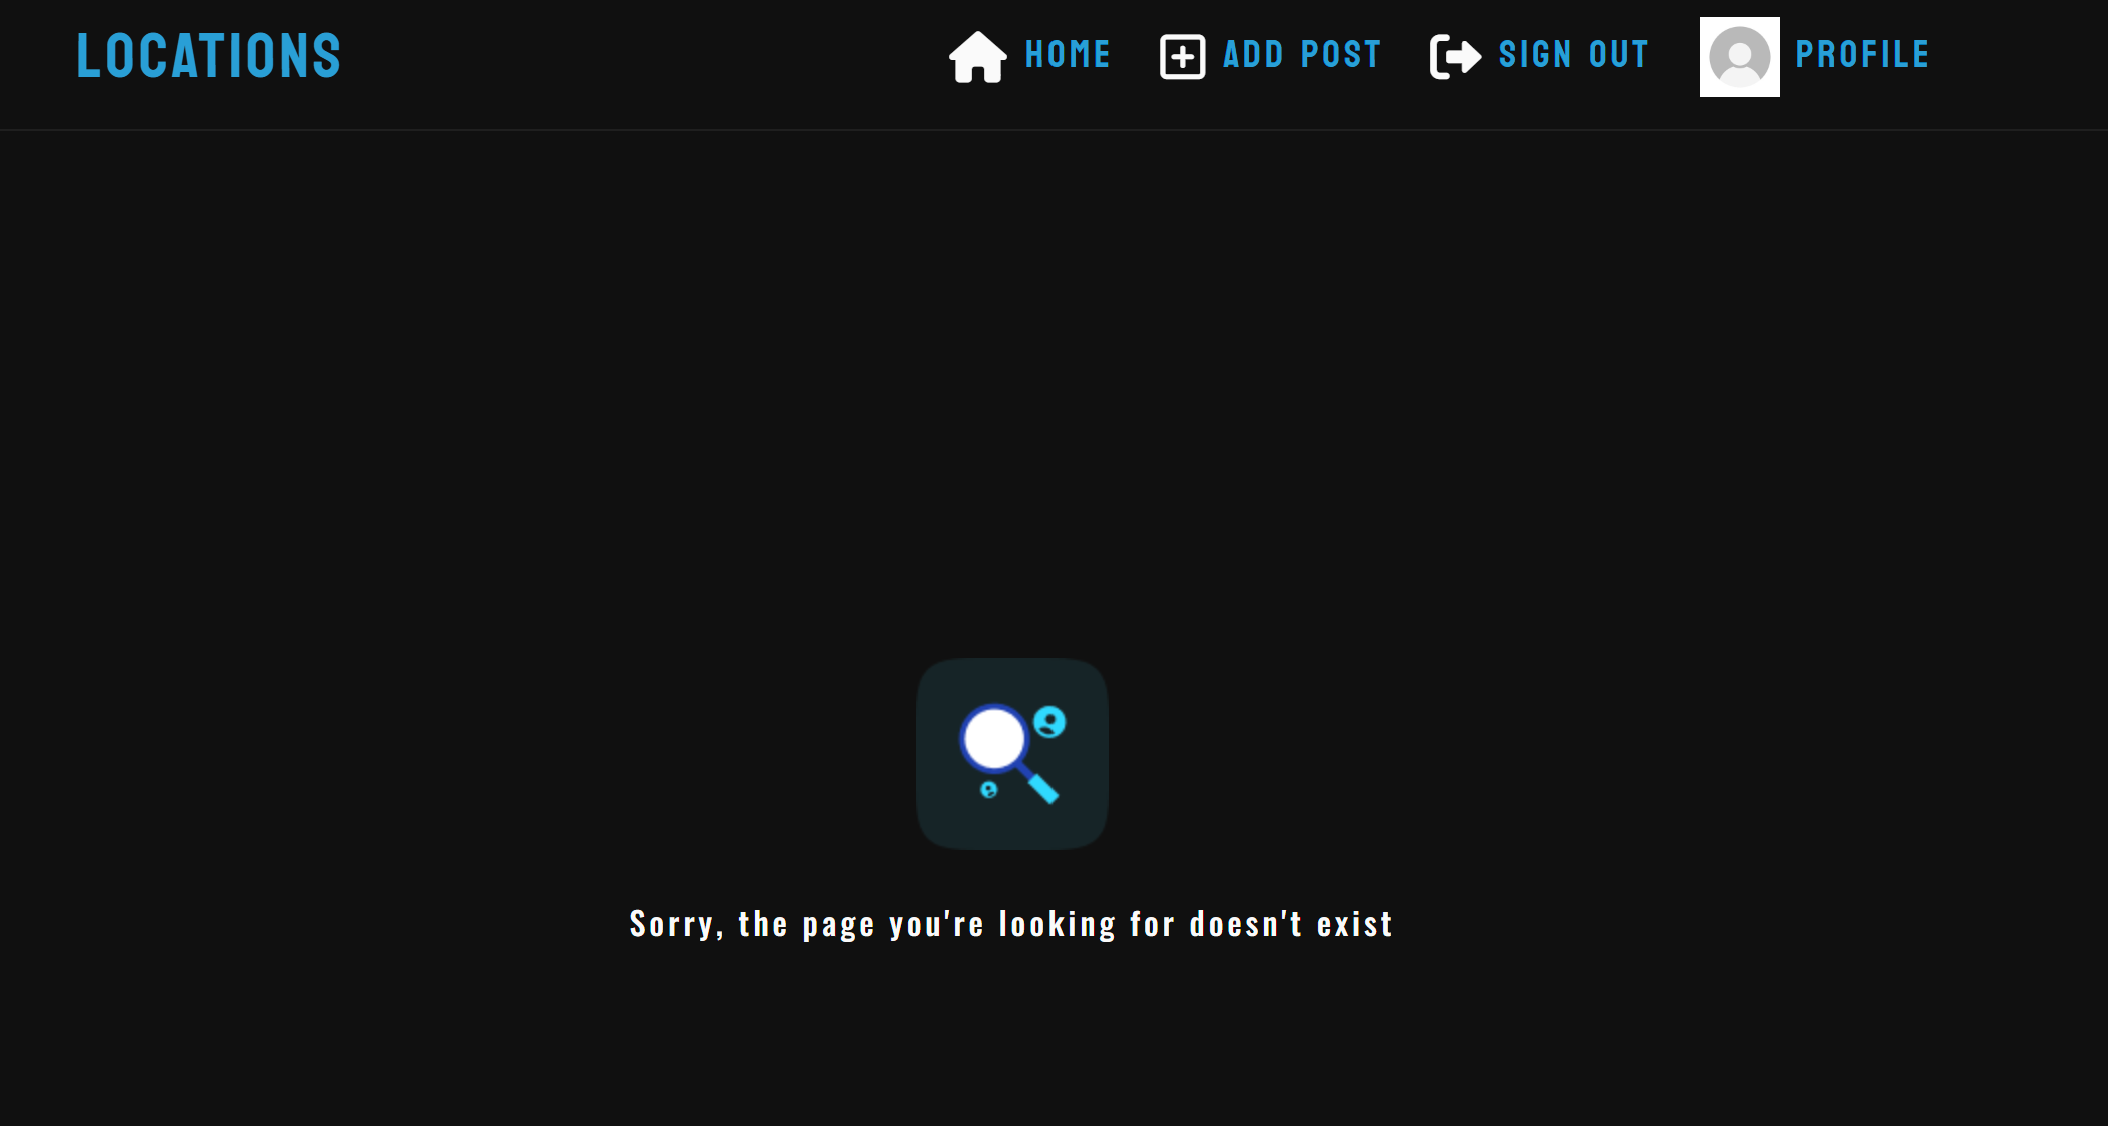 LOCATIONS
HOME
ADD POST
SIGN OUT
PROFILE
Sorry, the page you're looking for doesn't exist